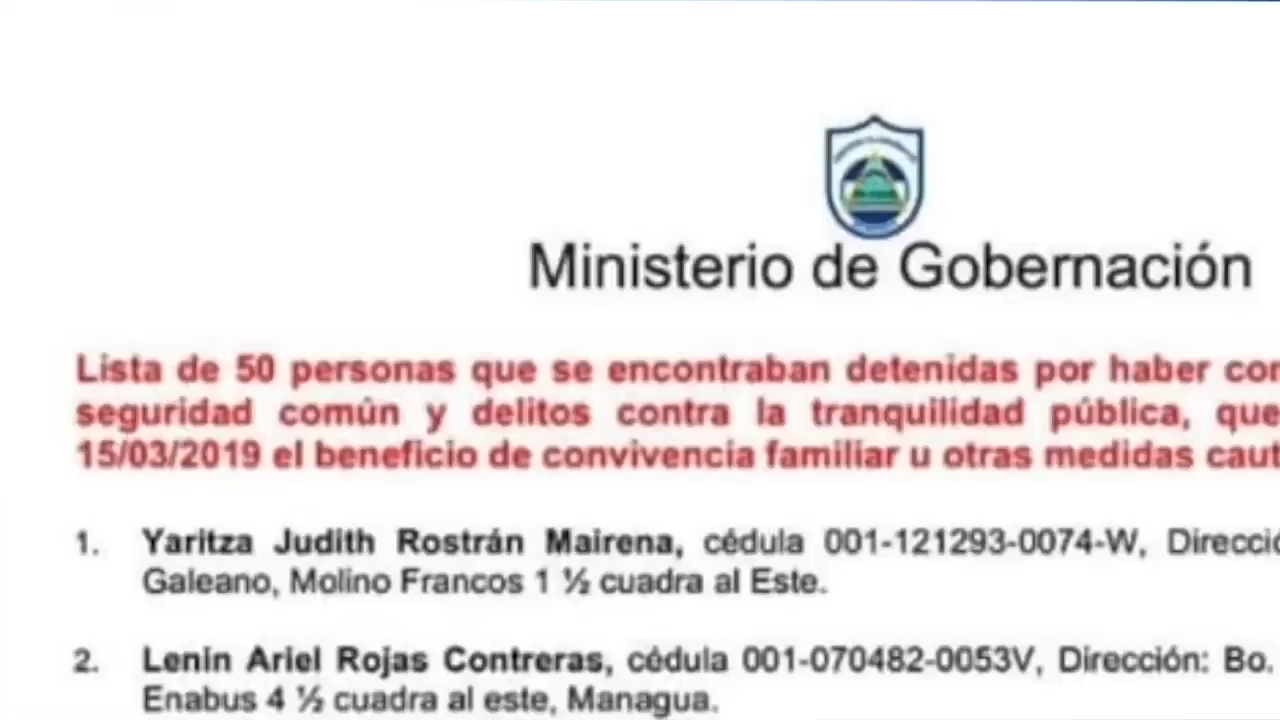 Ministerio de Gobernación
Lista de 50 personas que se encontraban detenidas por haber
seguridad común y delitos contra la tranquilidad pública, que
15/03/2019 el beneficio de convivencia familiar u otras medidas
1. Yaritza Judith Rostrán Mairena, cédula 001-121293-0074-W,
Galeano, Molino Francos 1 ½ cuadra al Este.
2. Lenin Ariel Rojas Contreras, cédula 001-070482-0053V, Dirección: Bo.
Enabus 4 ½ cuadra al este, Managua.